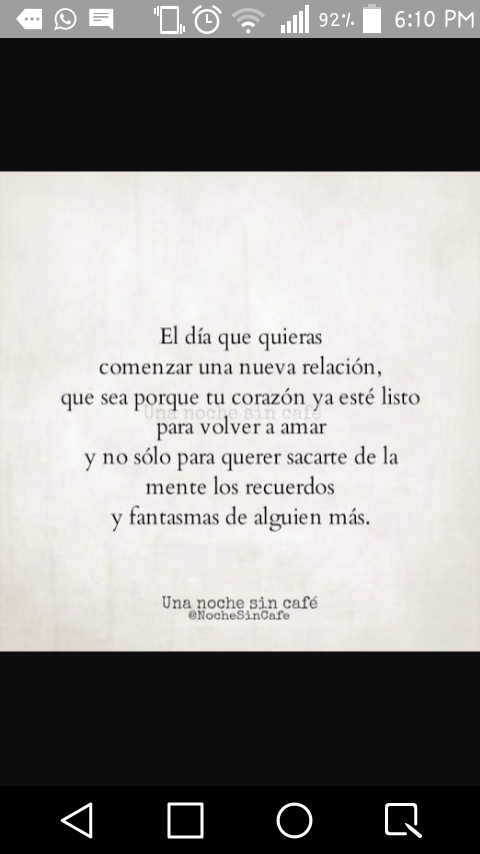 92% 6:10 PM
El día que quieras
comenzar una nueva relación,
que sea porque tu corazón ya esté listo
Una noche sin café
para volver a amar
y no sólo para querer sacarte de la
mente los recuerdos
y fantasmas de alguien más.
Una noche sin café
@NocheSinCafe